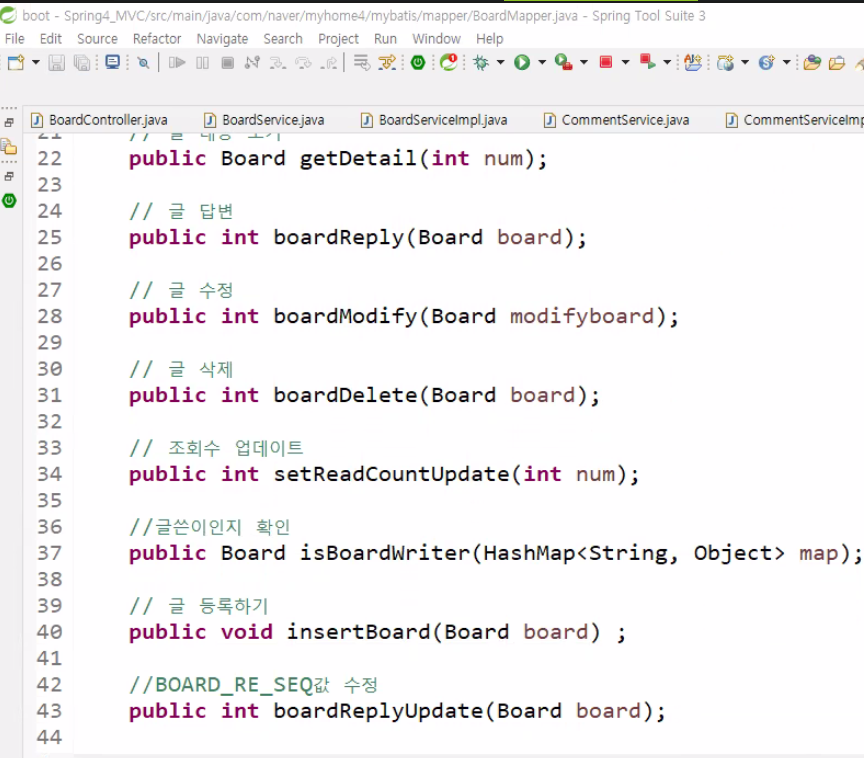 boot - Spring4_MVC/src/main/java/com/naver/myhome4/mybatis/mapper/BoardMapper.java - Spring Tool Suite 3
File Edit Source Refactor Navigate Search Project Run Window Help
BoardController.java BoardService.java BoardServiceImpl.java CommentService.java CommentServiceImp
21 // 글 내용 보기
22 public Board getDetail(int num);
23
24 // 글 답변
25 public int boardReply(Board board);
26
27 // 글 수정
28 public int boardModify(Board modifyboard);
29
30 // 글 삭제
31 public int boardDelete(Board board);
32
33 // 조회수 업데이트
34 public int setReadCountUpdate(int num);
35
36 //글쓴이인지 확인
37 public Board isBoardWriter(HashMap<String, Object> map);
38
39 // 글 등록하기
40 public void insertBoard(Board board) ;
41
42 //BOARD_RE_SEQ값 수정
43 public int boardReplyUpdate(Board board);
44